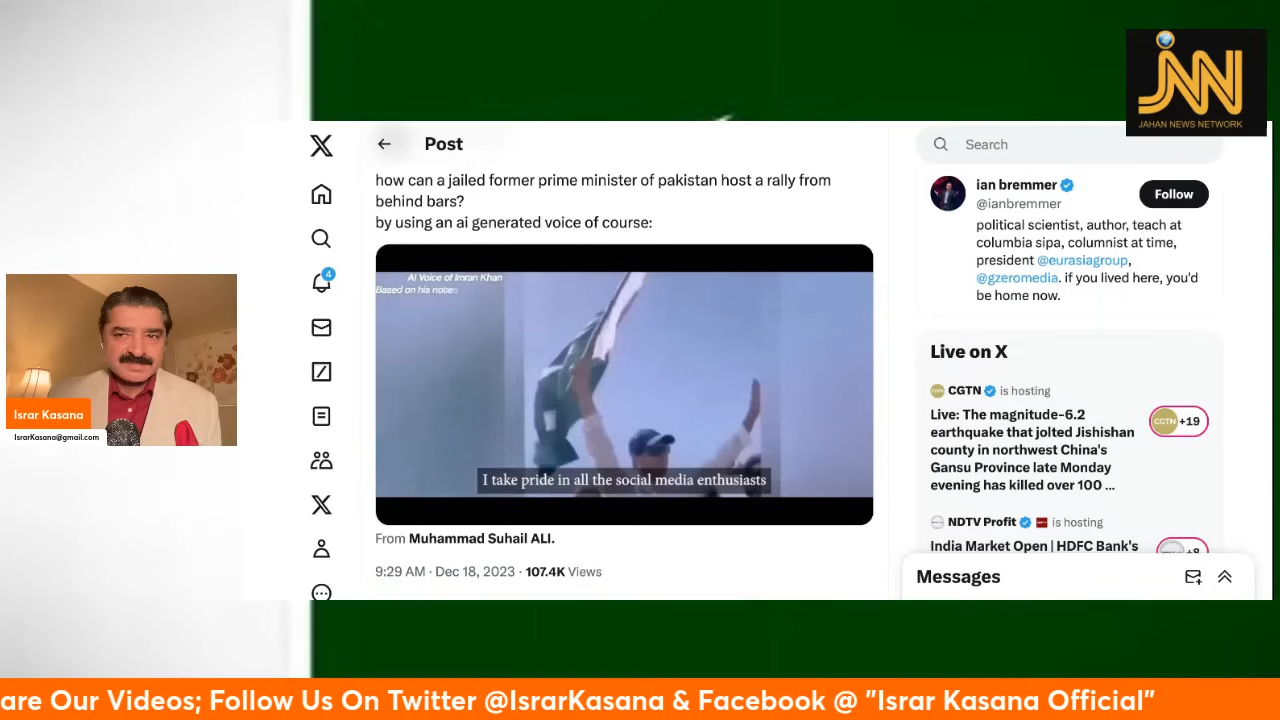 JNN
JAHAN NEWS NETWORK
Post
how can a jailed former prime minister of pakistan host a rally from
behind bars?
by using an ai generated voice of course:
AI Voice of Imran Khan
Based on his notes
I take pride in all the social media enthusiasts
From Muhammad Suhail ALI.
9:29 AM · Dec 18, 2023 · 107.4K Views
4
Search
ian bremmer
@ianbremmer
Follow
political scientist, author, teach at
columbia sipa, columnist at time,
president @eurasiagroup,
@gzeromedia. if you lived here, you'd
be home now.
Live on X
CGTN is hosting
Live: The magnitude-6.2
earthquake that jolted Jishishan
county in northwest China's
Gansu Province late Monday
evening has killed over 100 ...
CGTN +19
NDTV Profit is hosting
India Market Open | HDFC Bank's
+8
Messages
Israr Kasana
IsrarKasana@gmail.com
are Our Videos; Follow Us On Twitter @IsrarKasana & Facebook @ "Israr Kasana Official"